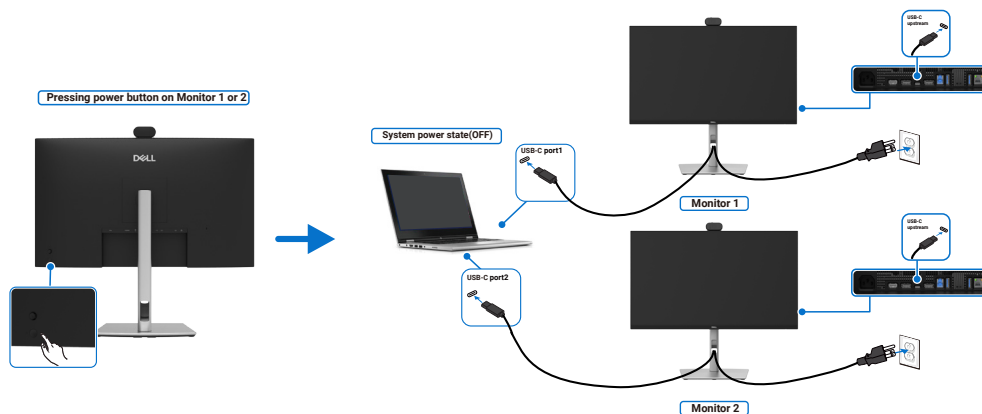 Pressing power button on Monitor 1 or 2
DELL
System power state(OFF)
USB-C port1
USB-C
upstream
Monitor 1
USB-C port2
USB-C
upstream
Monitor 2